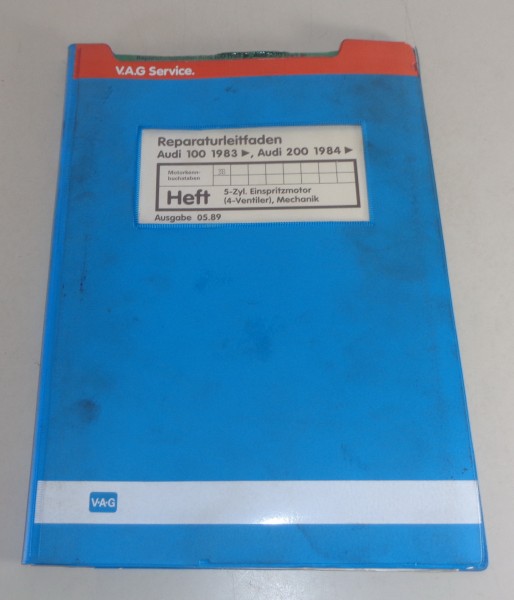 V.A.G Service.
Reparaturleitfaden
Audi 100 1983 ►, Audi 200 1984 ►
Motorkenn-
buchstaben
Heft
5-Zyl. Einspritzmotor
(4-Ventiler), Mechanik
Ausgabe 05.89
V·A·G